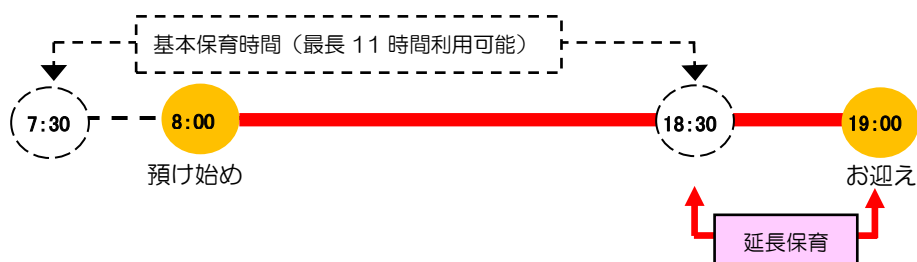 基本保育時間（最長 11 時間利用可能）
7:30
8:00
18:30
19:00
預け始め
お迎え
延長保育